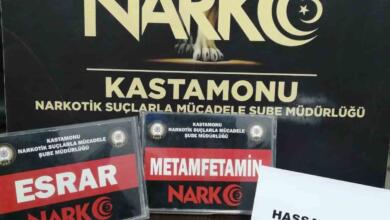 NARKO
KASTAMONU
NARKOTİK SUÇLARLA MÜCADELE ŞUBE MÜDÜRLÜĞÜ
KASTAMONU
NARKOTİK SUÇLARLA MÜCADELE
ŞUBE MÜDÜRLÜĞÜ
ESRAR
NARKO
KASTAMONU
NARKOTİK SUÇLARLA MÜCADELE
ŞUBE MÜDÜRLÜĞÜ
METAMFETAMİN
NARKO
HASSA